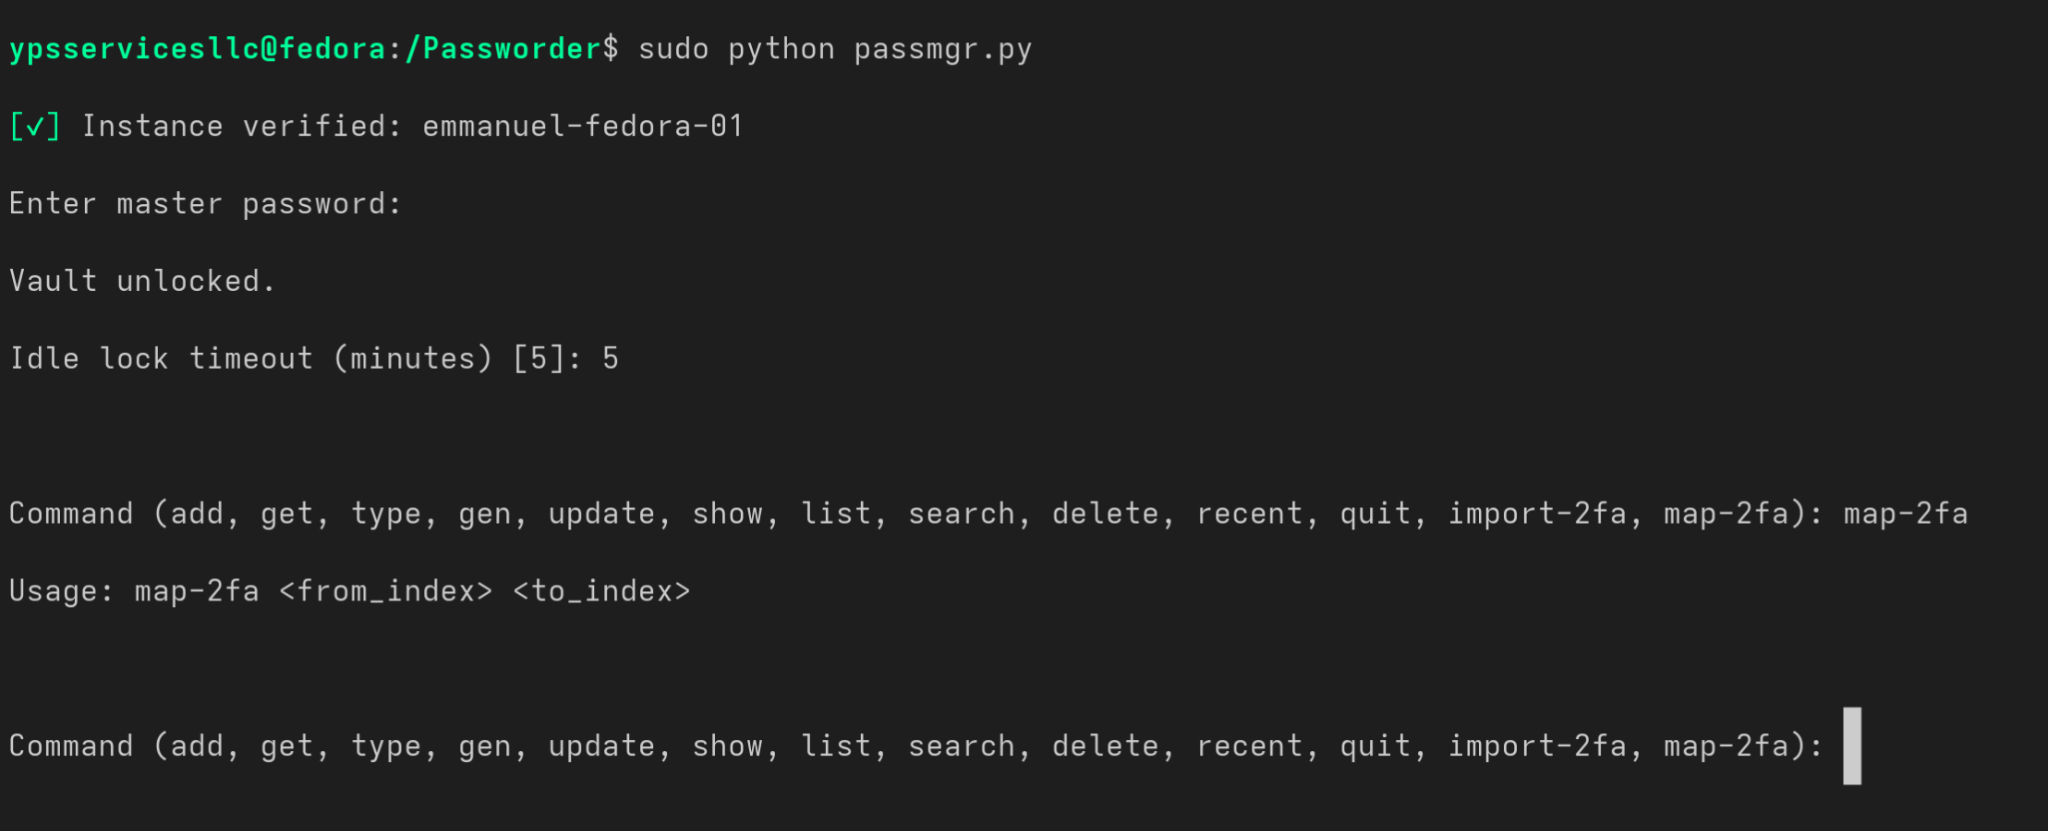 ypsservicesllc@fedora:/Passworder$ sudo python passmgr.py
[✓] Instance verified: emmanuel-fedora-01
Enter master password:
Vault unlocked.
Idle lock timeout (minutes) [5]: 5
Command (add, get, type, gen, update, show, list, search, delete, recent, quit, import-2fa, map-2fa): map-2fa
Usage: map-2fa <from_index> <to_index>
Command (add, get, type, gen, update, show, list, search, delete, recent, quit, import-2fa, map-2fa):